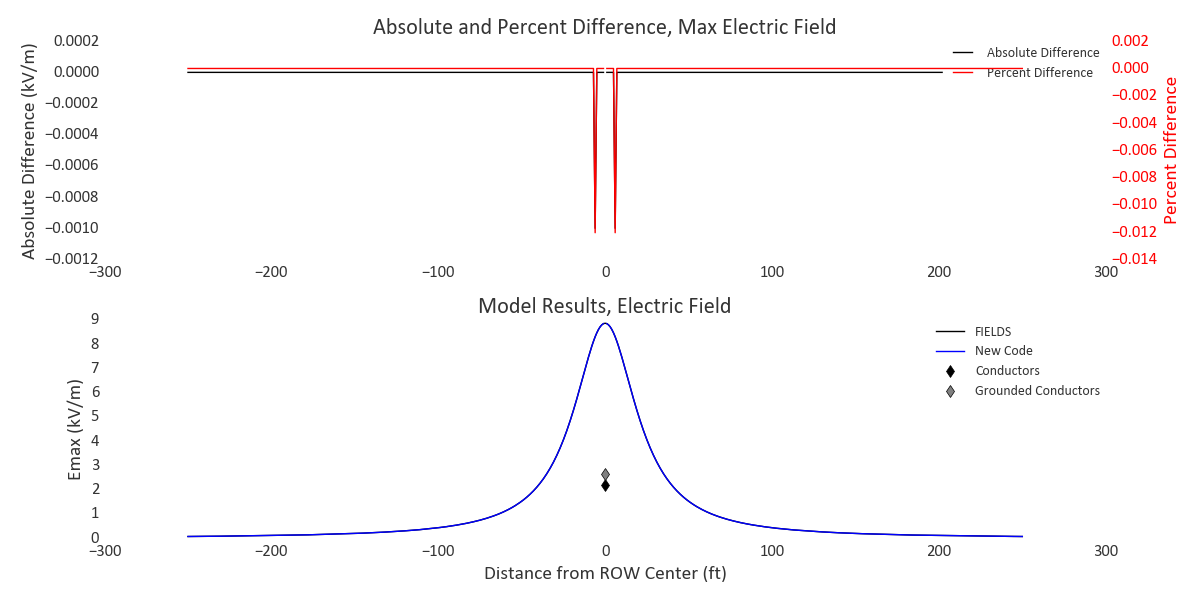 Absolute and Percent Difference, Max Electric Field
Absolute Difference (kV/m)
0.0002
0.0000
−0.0002
−0.0004
−0.0006
−0.0008
−0.0010
−0.0012
Absolute Difference
Percent Difference
0.002
0.000
−0.002
−0.004
−0.006
−0.008
−0.010
−0.012
−0.014
Percent Difference
−300 −200 −100 0 100 200 300
Model Results, Electric Field
Emax (kV/m)
9
8
7
6
5
4
3
2
1
0
FIELDS
New Code
Conductors
Grounded Conductors
−300 −200 −100 0 100 200 300
Distance from ROW Center (ft)